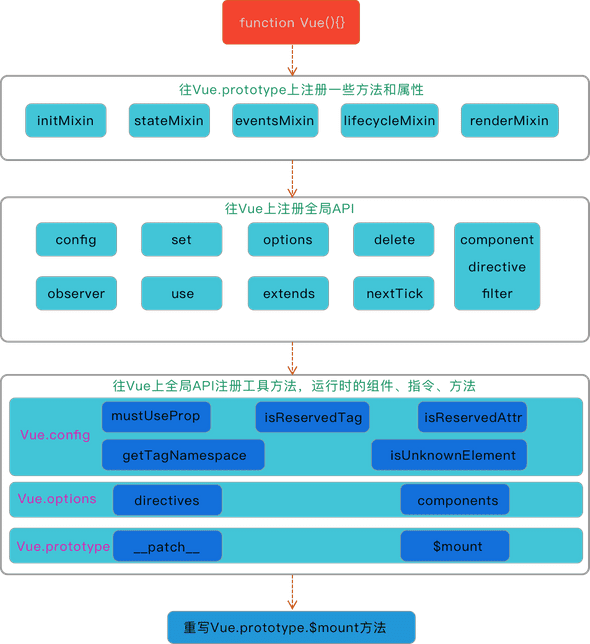 function Vue(){}
往Vue.prototype上注册一些方法和属性
initMixin stateMixin eventsMixin lifecycleMixin renderMixin
往Vue上注册全局API
config set options delete component
directive
observer use extends nextTick filter
往Vue上全局API注册工具方法，运行时的组件、指令、方法
Vue.config mustUseProp isReservedTag isReservedAttr
getTagNamespace isUnknownElement
Vue.options directives components
Vue.prototype __patch__ $mount
重写Vue.prototype.$mount方法